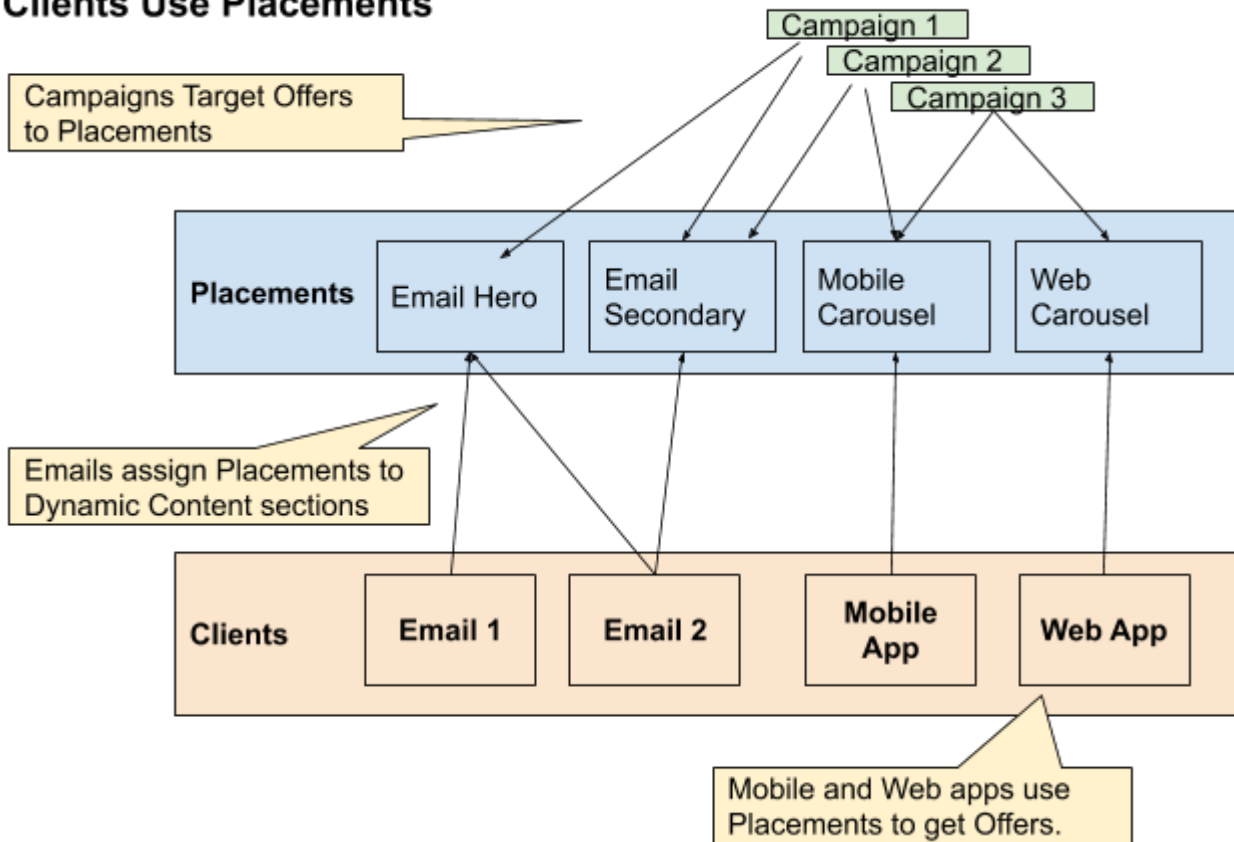 Clients Use Placements
Campaign 1
Campaign 2
Campaign 3
Campaigns Target Offers
to Placements
Placements
Email Hero
Email
Secondary
Mobile
Carousel
Web
Carousel
Emails assign Placements to
Dynamic Content sections
Clients
Email 1
Email 2
Mobile
App
Web App
Mobile and Web apps use
Placements to get Offers.